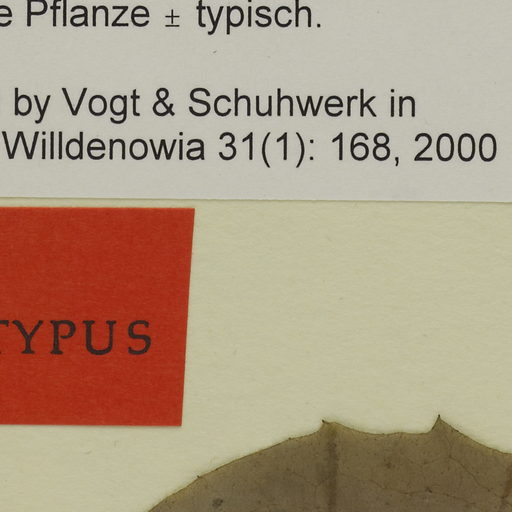 e Pflanze ± typisch.
by Vogt & Schuhwerk in
Willdenowia 31(1): 168, 2000
TYPUS